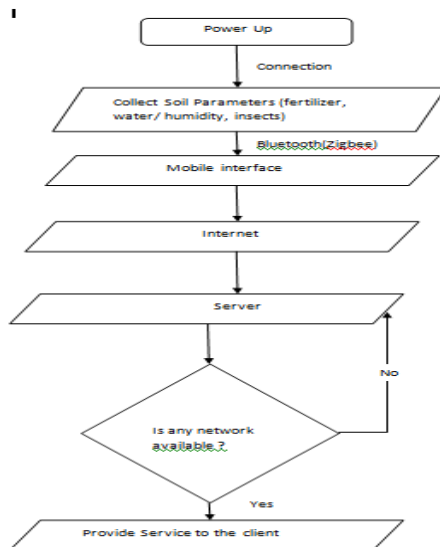 Power Up
Connection
Collect Soil Parameters (fertilizer,
water/ humidity, insects)
Bluetooth(Zigbee)
Mobile interface
Internet
Server
No
Is any network
available ?
Yes
Provide Service to the client